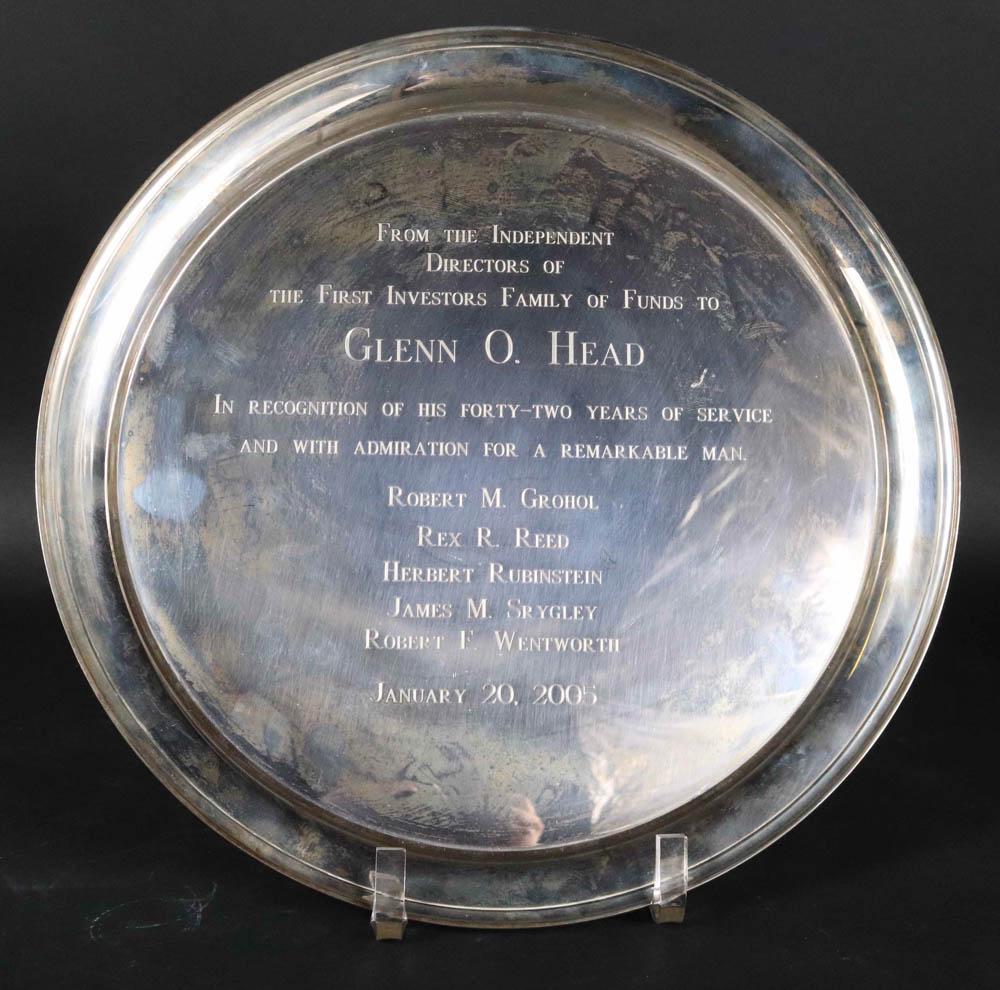 From the Independent
Directors of
the First Investors Family of Funds to
Glenn O. Head
In recognition of his forty-two years of service
and with admiration for a remarkable man.
Robert M. Grohol
Rex R. Reed
Herbert Rubinstein
James M. Srygley
Robert F. Wentworth
January 20, 2005